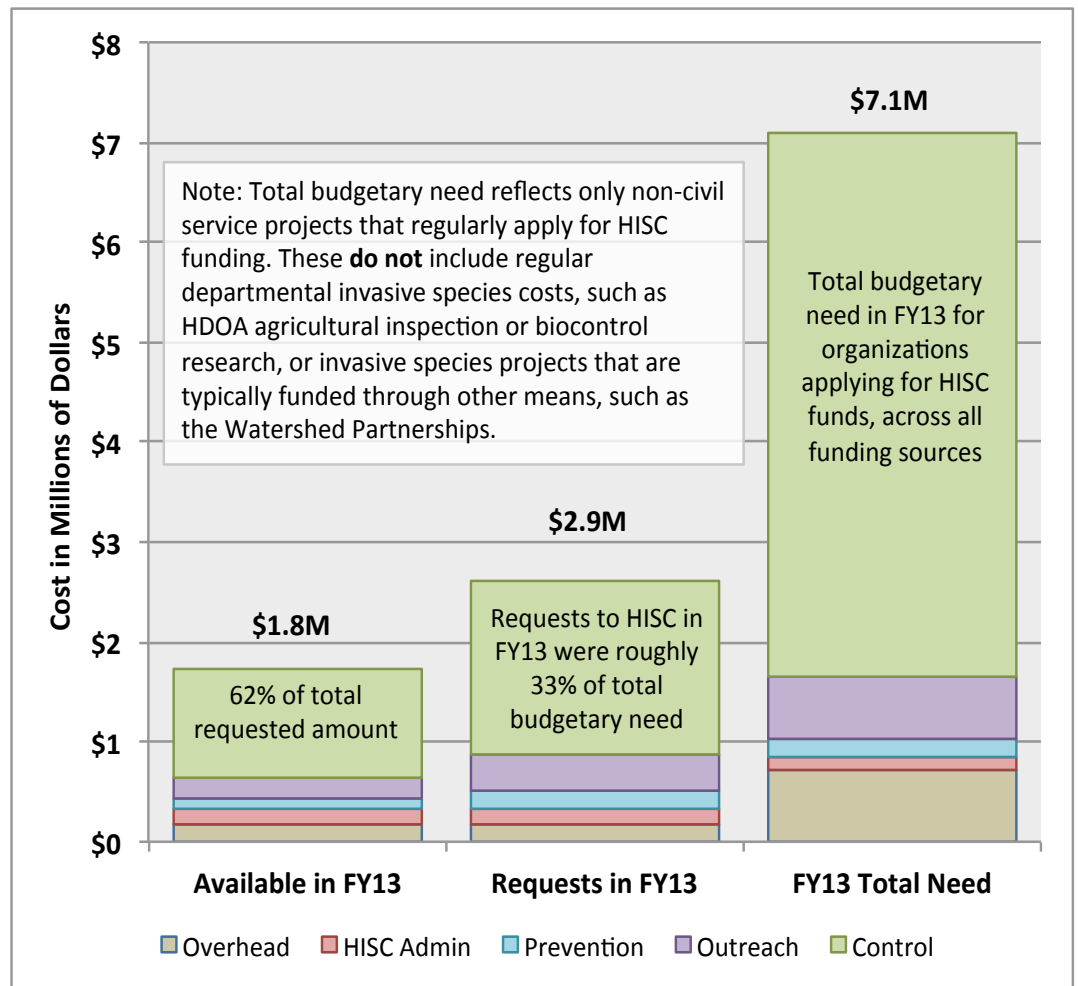 $8
$7
$6
$5
$4
$3
$2
$1
$0
Cost in Millions of Dollars
$7.1M
Note: Total budgetary need reflects only non-civil
service projects that regularly apply for HISC
funding. These do not include regular
departmental invasive species costs, such as
HDOA agricultural inspection or biocontrol
research, or invasive species projects that are
typically funded through other means, such as
the Watershed Partnerships.
Total budgetary
need in FY13 for
organizations
applying for HISC
funds, across all
funding sources
$2.9M
Requests to HISC in
FY13 were roughly
33% of total
budgetary need
$1.8M
62% of total
requested amount
Available in FY13
Requests in FY13
FY13 Total Need
Overhead
HISC Admin
Prevention
Outreach
Control